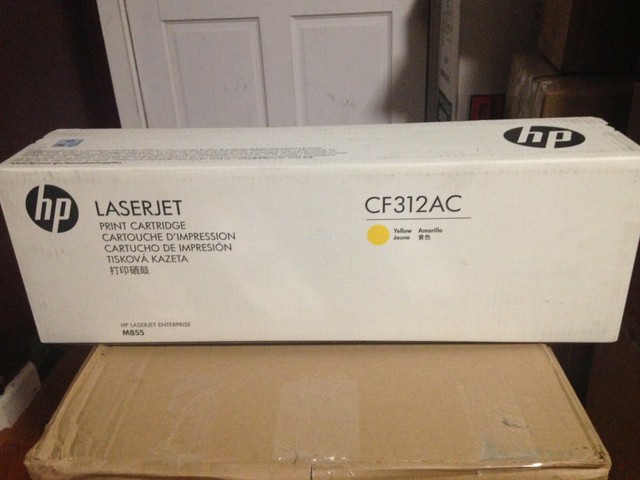 hp
hp
LASERJET
PRINT CARTRIDGE
CARTOUCHE D'IMPRESSION
CARTUCHO DE IMPRESIÓN
TISKOVÁ KAZETA
打印硒鼓
HP LASERJET ENTERPRISE
M855
CF312AC
Yellow Amarillo
Jaune 黄色